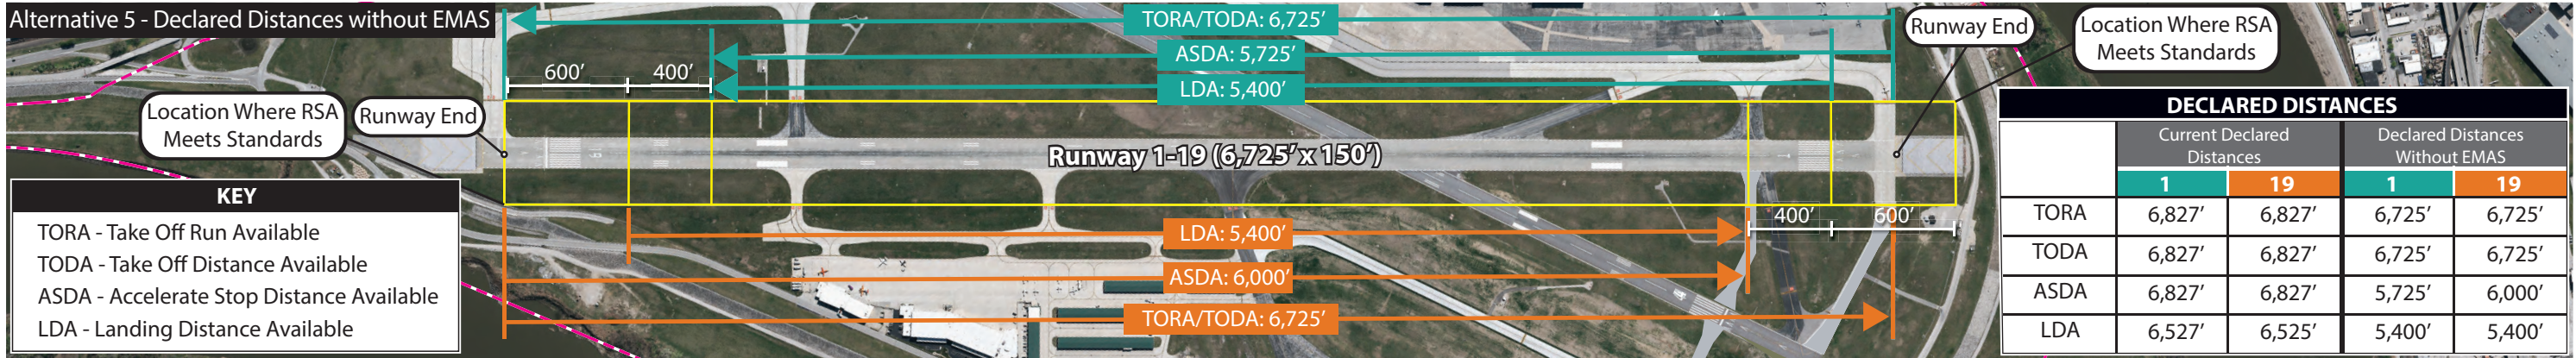 Alternative 5 - Declared Distances without EMAS
TORA/TODA: 6,725’
ASDA: 5,725’
LDA: 5,400’
600’ 400’
Location Where RSA
Meets Standards
Runway End
Runway End
Location Where RSA
Meets Standards
Runway 1-19 (6,725’ x 150’)
19
1
400’ 600’
LDA: 5,400’
ASDA: 6,000’
TORA/TODA: 6,725’
KEY
TORA - Take Off Run Available
TODA - Take Off Distance Available
ASDA - Accelerate Stop Distance Available
LDA - Landing Distance Available
DECLARED DISTANCES
Current Declared Distances Declared Distances Without EMAS
1 19 1 19
TORA 6,827’ 6,827’ 6,725’ 6,725’
TODA 6,827’ 6,827’ 6,725’ 6,725’
ASDA 6,827’ 6,827’ 5,725’ 6,000’
LDA 6,527’ 6,525’ 5,400’ 5,400’